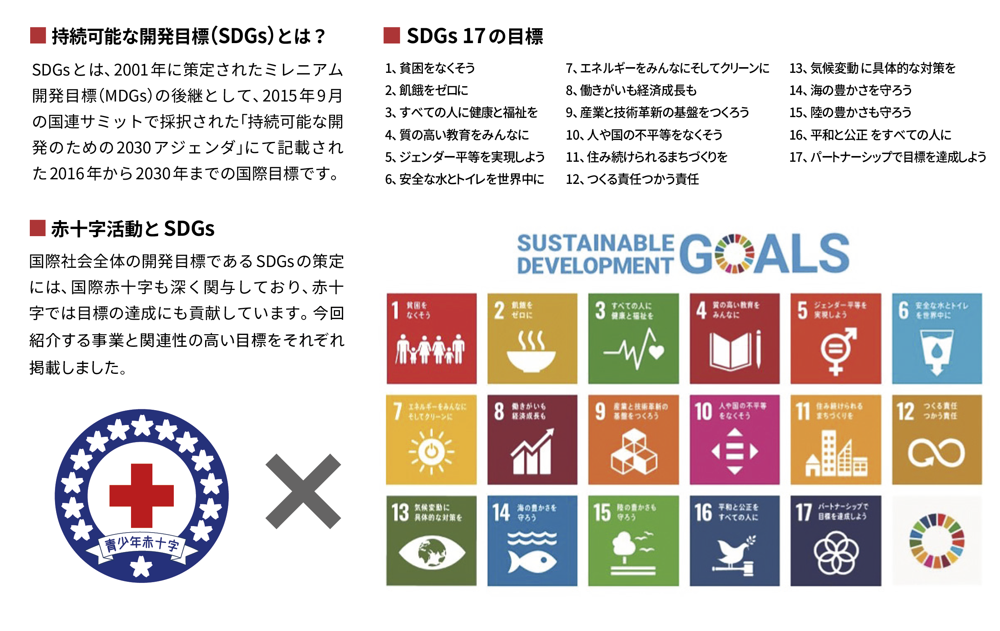 ■ 持続可能な開発目標（SDGs）とは？
SDGsとは、2001年に策定されたミレニアム
開発目標（MDGs）の後継として、2015年9月
の国連サミットで採択された「持続可能な開
発のための2030アジェンダ」にて記載され
た2016年から2030年までの国際目標です。
■ 赤十字活動と SDGs
国際社会全体の開発目標であるSDGsの策定
には、国際赤十字も深く関与しており、赤十
字では目標の達成にも貢献しています。今回
紹介する事業と関連性の高い目標をそれぞれ
掲載しました。
青少年赤十字
■ SDGs 17の目標
1、貧困をなくそう
2、飢餓をゼロに
3、すべての人に健康と福祉を
4、質の高い教育をみんなに
5、ジェンダー平等を実現しよう
6、安全な水とトイレを世界中に
7、エネルギーをみんなにそしてクリーンに
8、働きがいも経済成長も
9、産業と技術革新の基盤をつくろう
10、人や国の不平等をなくそう
11、住み続けられるまちづくりを
12、つくる責任つかう責任
13、気候変動に具体的な対策を
14、海の豊かさを守ろう
15、陸の豊かさも守ろう
16、平和と公正をすべての人に
17、パートナーシップで目標を達成しよう
SUSTAINABLE
DEVELOPMENT
GOALS
1 貧困を
なくそう
2 飢餓を
ゼロに
3 すべての人に
健康と福祉を
4 質の高い教育を
みんなに
5 ジェンダー平等を
実現しよう
6 安全な水とトイレ
を世界中に
7 エネルギーをみんなに
そしてクリーンに
8 働きがいも
経済成長も
9 産業と技術革新の
基盤をつくろう
10 人や国の不平等
をなくそう
11 住み続けられる
まちづくりを
12 つくる責任
つかう責任
13 気候変動に
具体的な対策を
14 海の豊かさを
守ろう
15 陸の豊かさも
守ろう
16 平和と公正を
すべての人に
17 パートナーシップで
目標を達成しよう